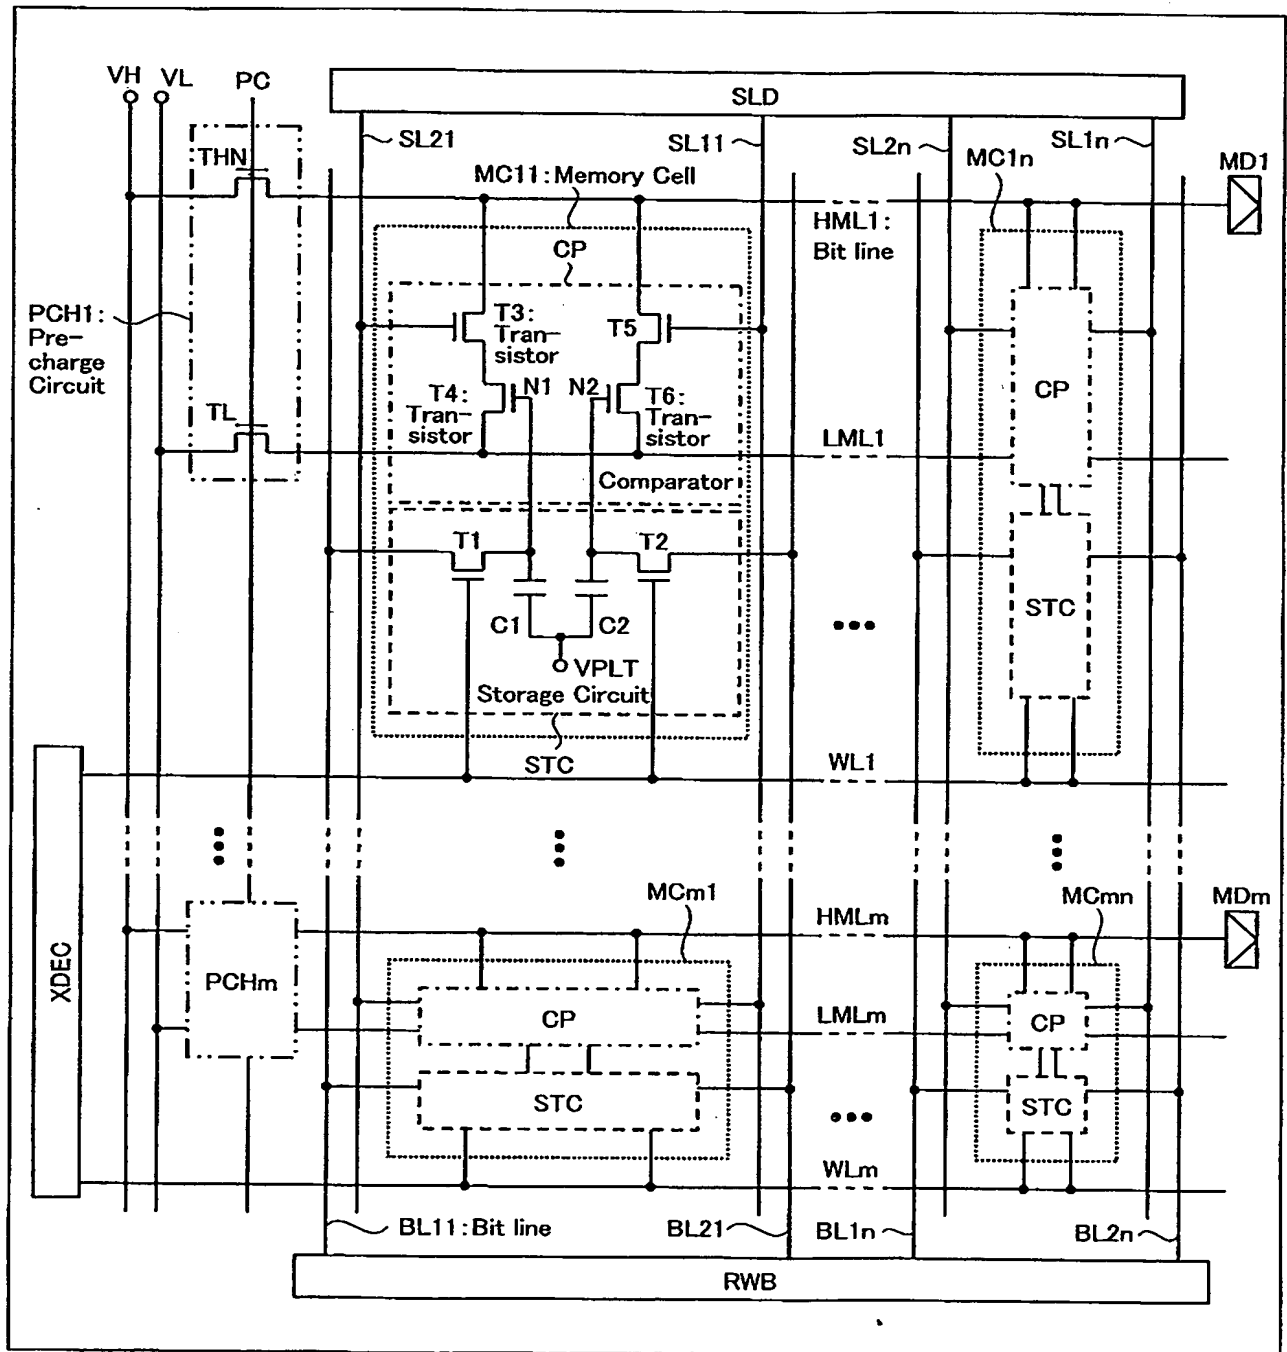 VH
VL
PC
SLD
SL21
SL11
SL2n
SL1n
MC1n
MD1
THN
MC11:Memory Cell
HML1:
Bit line
CP
PCH1:
Pre-
charge
Circuit
T3:
Tran-
sistor
T5
T4:
Tran-
sistor
N1
N2
T6:
Tran-
sistor
CP
TL
LML1
Comparator
T1
T2
C1
C2
VPLT
Storage Circuit
STC
•••
STC
WL1
•••
•••
•••
MCm1
MCmn
HMLm
MDm
XDEC
PCHm
CP
LMLm
CP
STC
•••
STC
WLm
BL11:Bit line
BL21
BL1n
BL2n
RWB